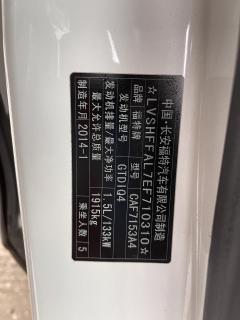 中国·长安福特汽车有限公司制造
☆LVSHFFAL7EF710310☆
品牌 福特牌 型号 CAF7153A4
发动机型号 GTDIQ4
发动机排量/最大净功率 1.5L/133kW
最大允许总质量 1915kg
制造年月 2014-1 乘坐人数 5